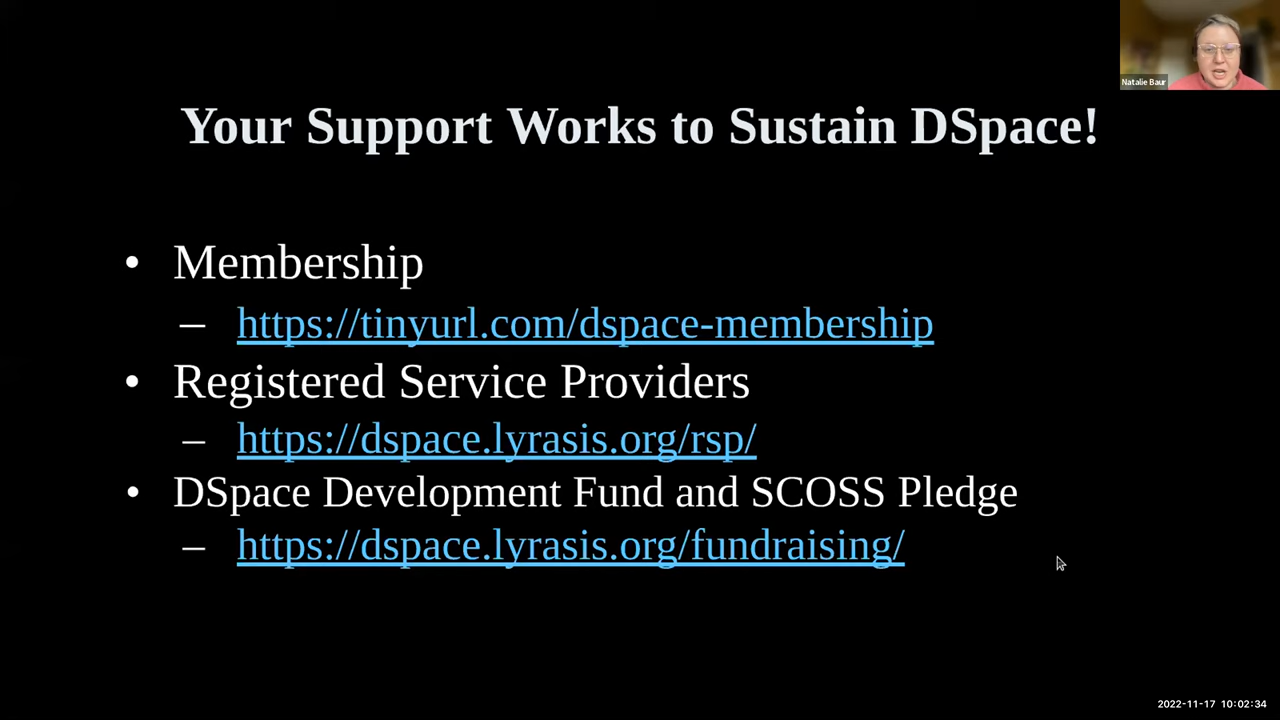 Natalie Baur
Your Support Works to Sustain DSpace!
• Membership
– https://tinyurl.com/dspace-membership
• Registered Service Providers
– https://dspace.lyrasis.org/rsp/
• DSpace Development Fund and SCOSS Pledge
– https://dspace.lyrasis.org/fundraising/
2022-11-17 10:02:34